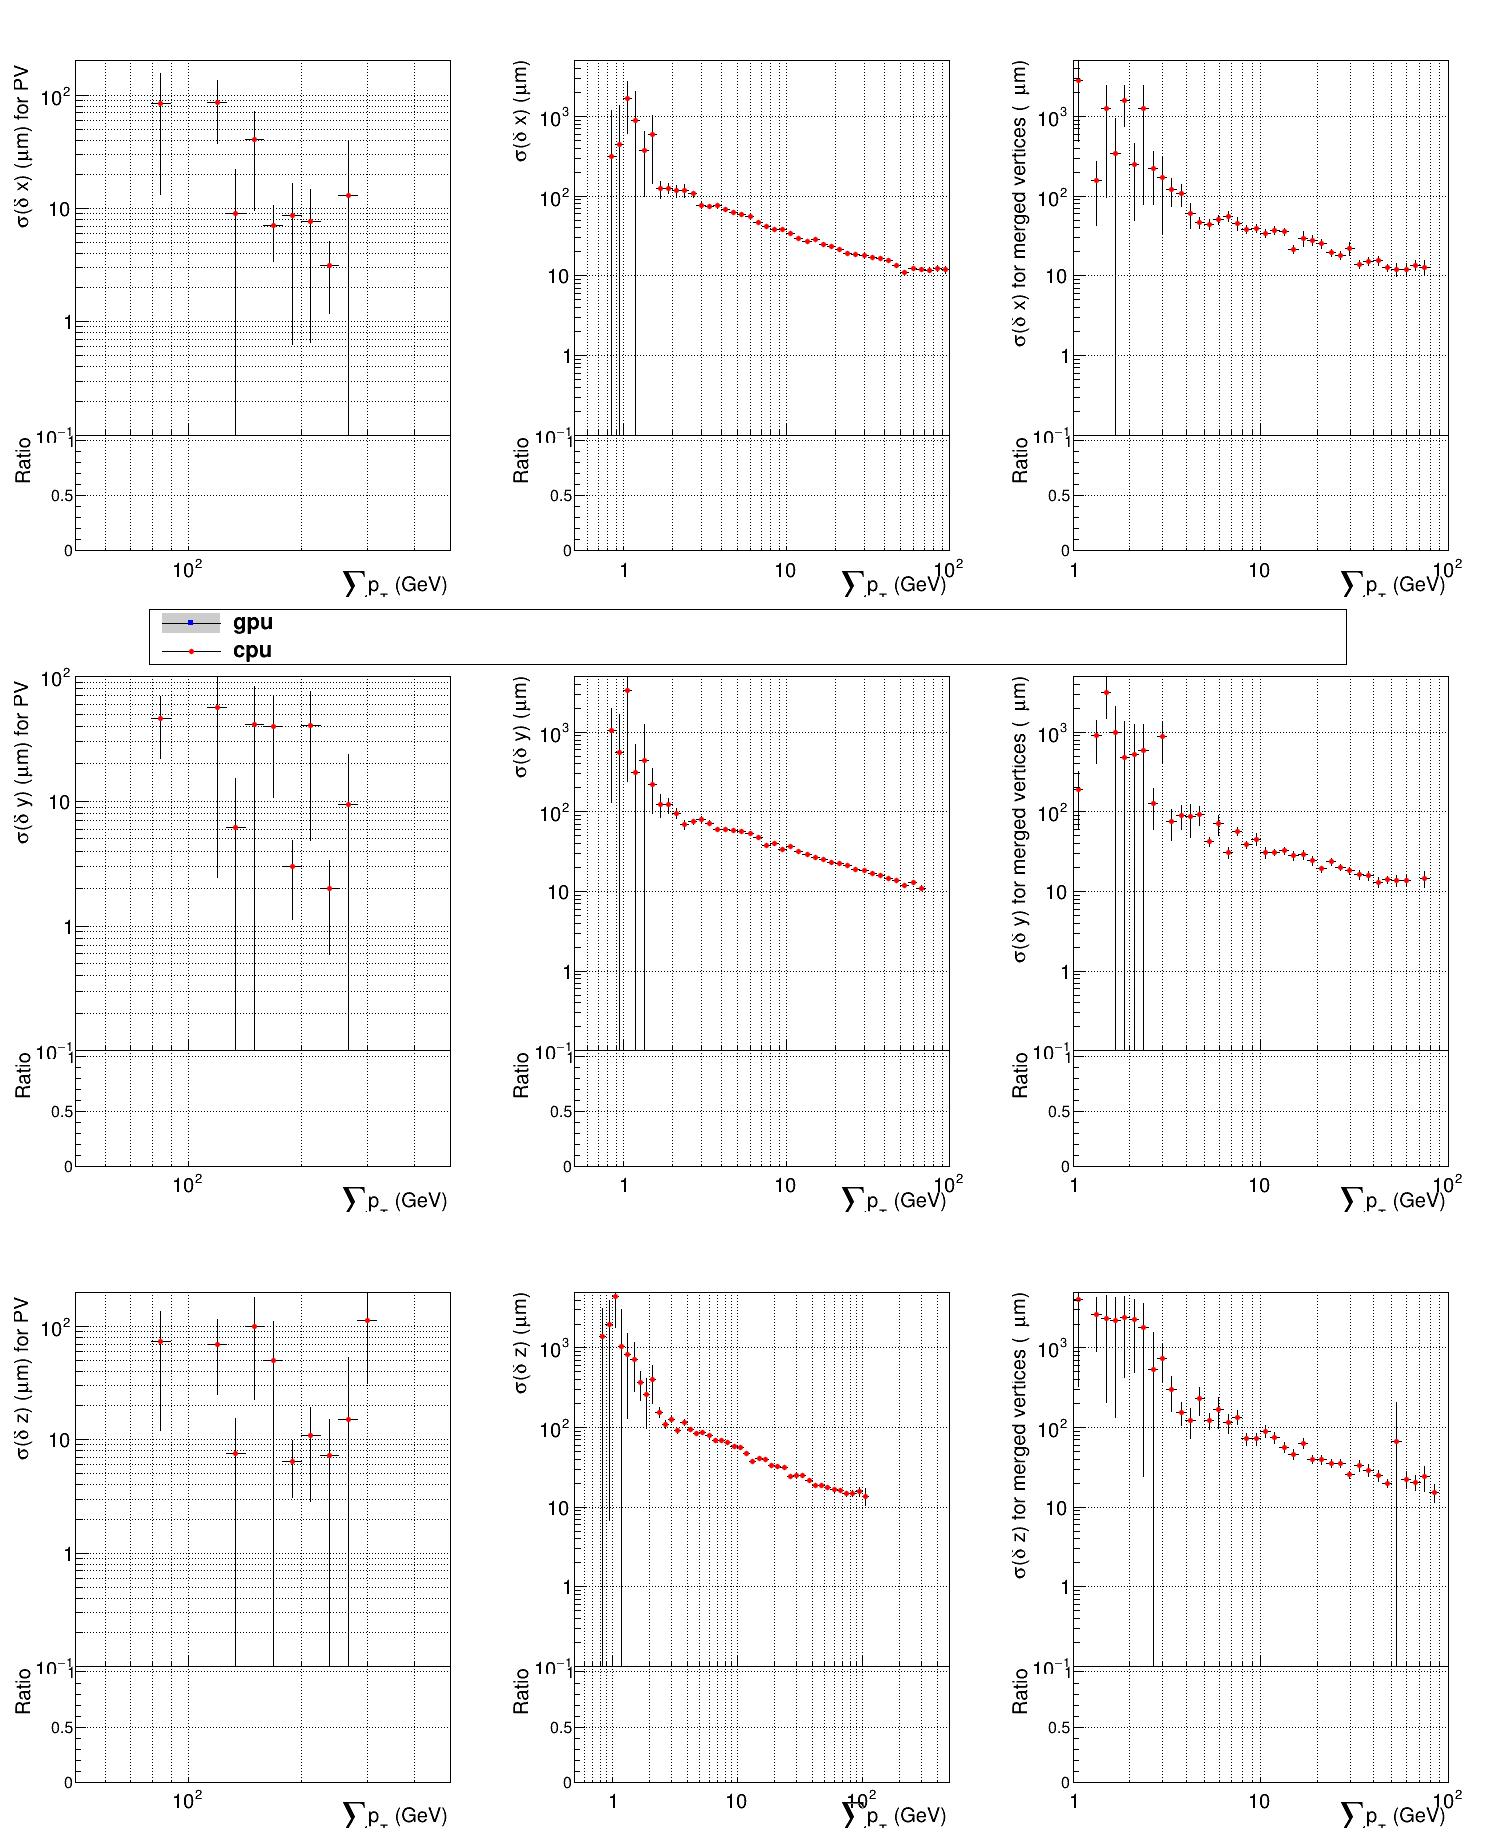 σ(δ x) (μm) for PV
10²
10
1
10⁻¹
Ratio
1
0.5
0
10²
∑ p_T (GeV)
σ(δ x) (μm)
10³
10²
10
1
10⁻¹
Ratio
1
0.5
0
1 10 10²
∑ p_T (GeV)
σ(δ x) for merged vertices ( μm)
10³
10²
10
1
10⁻¹
Ratio
1
0.5
0
1 10 10²
∑ p_T (GeV)
gpu
cpu
σ(δ y) (μm) for PV
10²
10
1
10⁻¹
Ratio
1
0.5
0
10²
∑ p_T (GeV)
σ(δ y) (μm)
10³
10²
10
1
10⁻¹
Ratio
1
0.5
0
1 10 10²
∑ p_T (GeV)
σ(δ y) for merged vertices ( μm)
10³
10²
10
1
10⁻¹
Ratio
1
0.5
0
1 10 10²
∑ p_T (GeV)
σ(δ z) (μm) for PV
10²
10
1
10⁻¹
Ratio
1
0.5
0
10²
∑ p_T (GeV)
σ(δ z) (μm)
10³
10²
10
1
10⁻¹
Ratio
1
0.5
0
1 10 10²
∑ p_T (GeV)
σ(δ z) for merged vertices ( μm)
10³
10²
10
1
10⁻¹
Ratio
1
0.5
0
1 10 10²
∑ p_T (GeV)